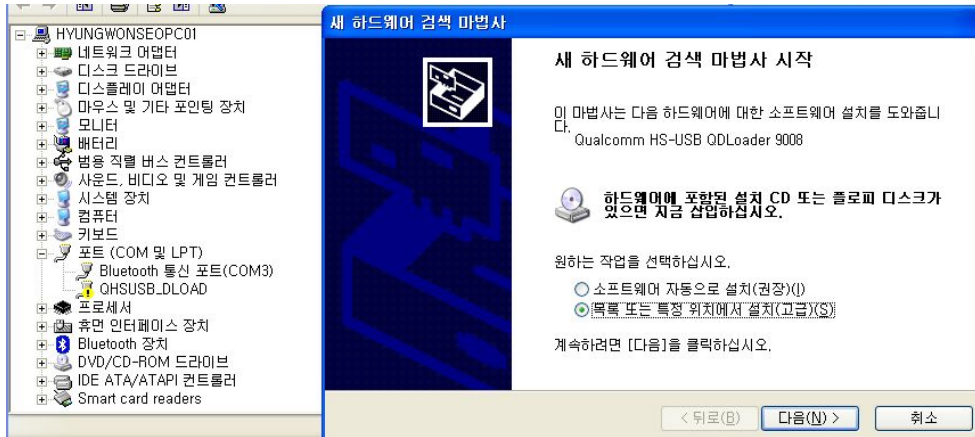 HYUNGWONSEOPC01
네트워크 어댑터
디스크 드라이브
디스플레이 어댑터
마우스 및 기타 포인팅 장치
모니터
배터리
범용 직렬 버스 컨트롤러
사운드, 비디오 및 게임 컨트롤러
시스템 장치
컴퓨터
키보드
포트 (COM 및 LPT)
Bluetooth 통신 포트(COM3)
QHSUSB_DLOAD
프로세서
휴먼 인터페이스 장치
Bluetooth 장치
DVD/CD-ROM 드라이브
IDE ATA/ATAPI 컨트롤러
Smart card readers
새 하드웨어 검색 마법사
새 하드웨어 검색 마법사 시작
이 마법사는 다음 하드웨어에 대한 소프트웨어 설치를 도와줍니
다.
Qualcomm HS-USB QDLoader 9008
하드웨어에 포함된 설치 CD 또는 플로피 디스크가
있으면 지금 삽입하십시오.
원하는 작업을 선택하십시오.
소프트웨어 자동으로 설치(권장)(I)
목록 또는 특정 위치에서 설치(고급)(S)
계속하려면 [다음]을 클릭하십시오.
< 뒤로(B)
다음(N) >
취소